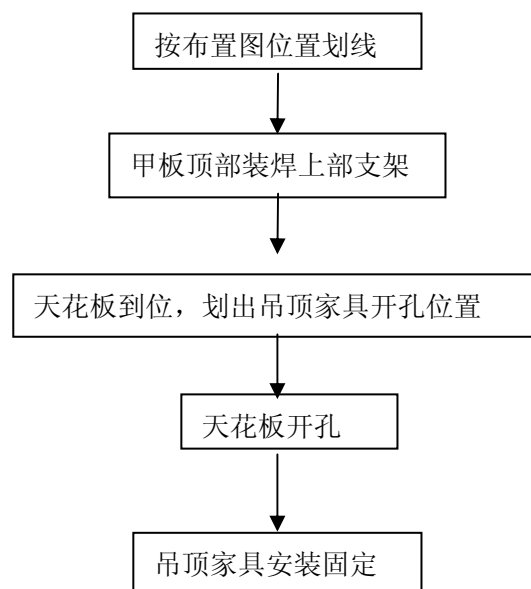 按布置图位置划线
甲板顶部装焊上部支架
天花板到位，划出吊顶家具开孔位置
天花板开孔
吊顶家具安装固定